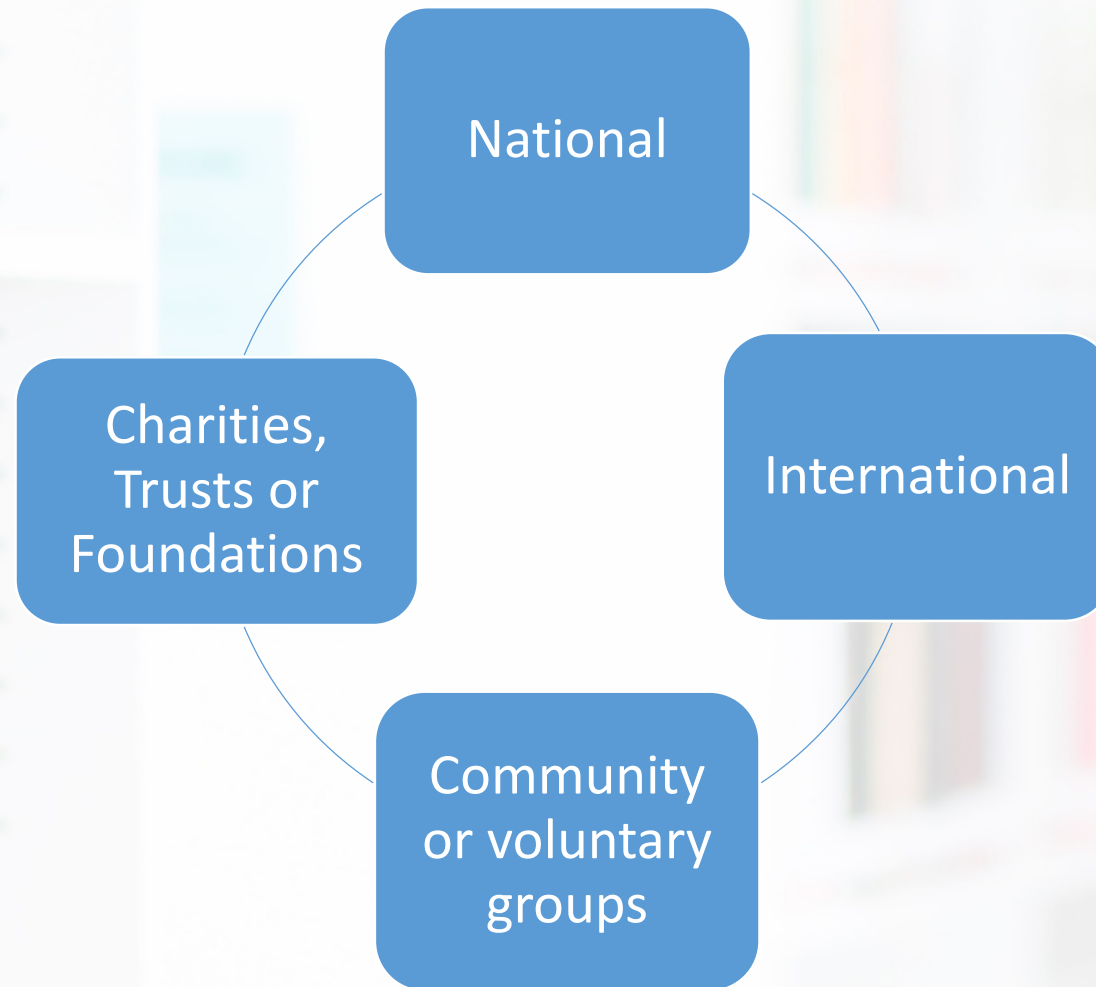 National
International
Community
or voluntary
groups
Charities,
Trusts or
Foundations